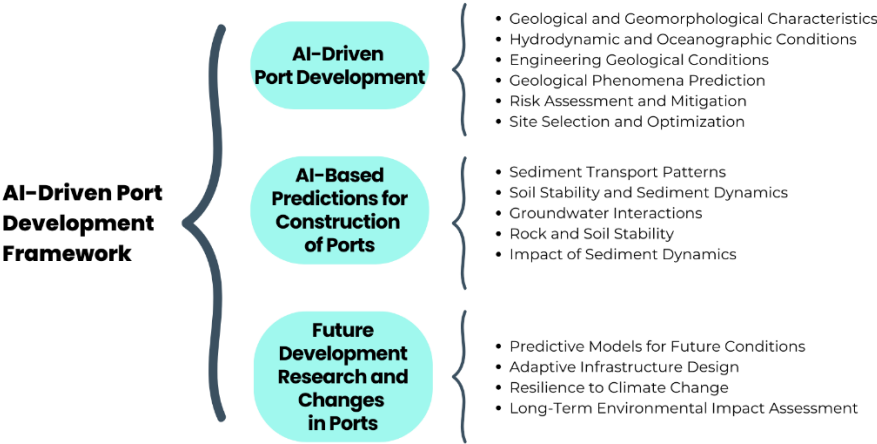 AI-Driven Port
Development
Framework
AI-Driven
Port Development
• Geological and Geomorphological Characteristics
• Hydrodynamic and Oceanographic Conditions
• Engineering Geological Conditions
• Geological Phenomena Prediction
• Risk Assessment and Mitigation
• Site Selection and Optimization
AI-Based
Predictions for
Construction
of Ports
• Sediment Transport Patterns
• Soil Stability and Sediment Dynamics
• Groundwater Interactions
• Rock and Soil Stability
• Impact of Sediment Dynamics
Future
Development
Research and
Changes
in Ports
• Predictive Models for Future Conditions
• Adaptive Infrastructure Design
• Resilience to Climate Change
• Long-Term Environmental Impact Assessment